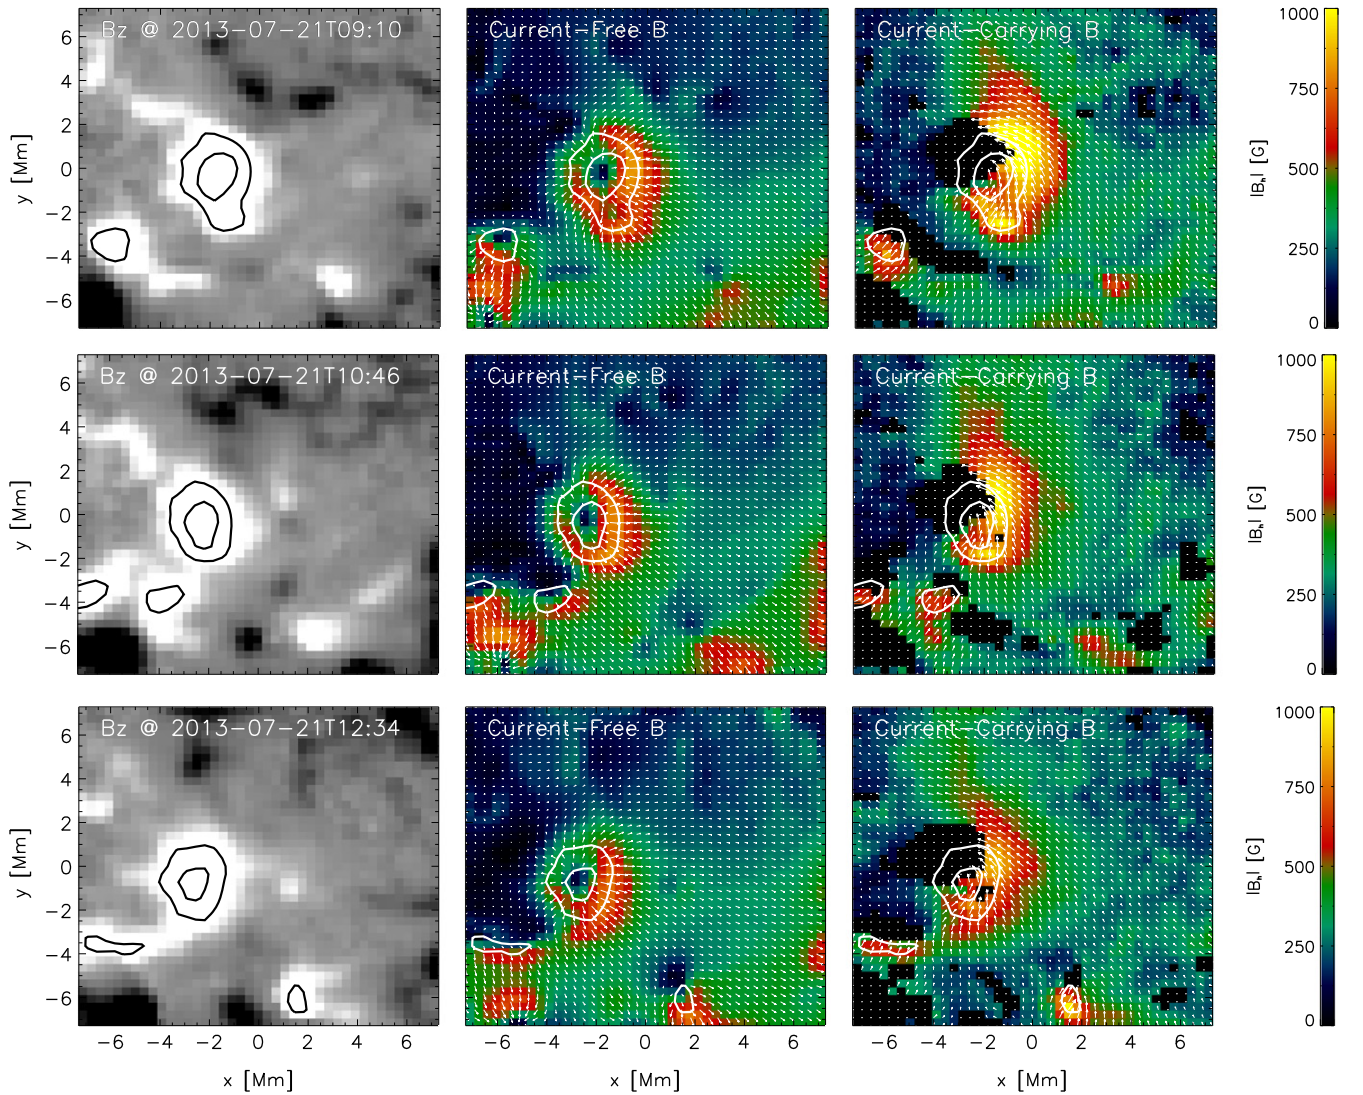 Bz @ 2013-07-21T09:10
Current-Free B
Current-Carrying B
1000
750
500
250
0
|Bₕ| [G]
6
4
2
0
-2
-4
-6
y [Mm]
Bz @ 2013-07-21T10:46
Current-Free B
Current-Carrying B
1000
750
500
250
0
|Bₕ| [G]
6
4
2
0
-2
-4
-6
y [Mm]
Bz @ 2013-07-21T12:34
Current-Free B
Current-Carrying B
1000
750
500
250
0
|Bₕ| [G]
6
4
2
0
-2
-4
-6
y [Mm]
-6 -4 -2 0 2 4 6
-6 -4 -2 0 2 4 6
-6 -4 -2 0 2 4 6
x [Mm]
x [Mm]
x [Mm]